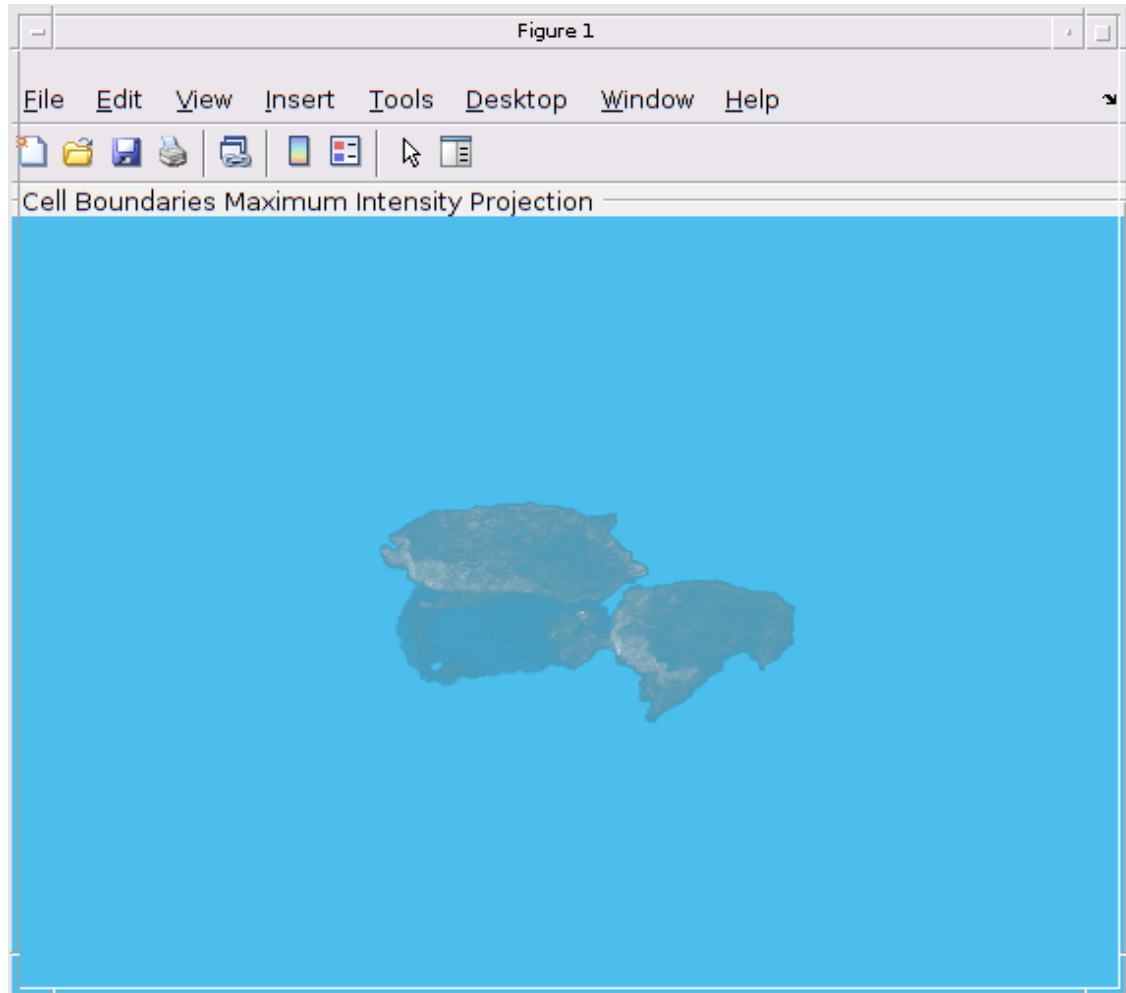 Figure 1
File Edit View Insert Tools Desktop Window Help
Cell Boundaries Maximum Intensity Projection